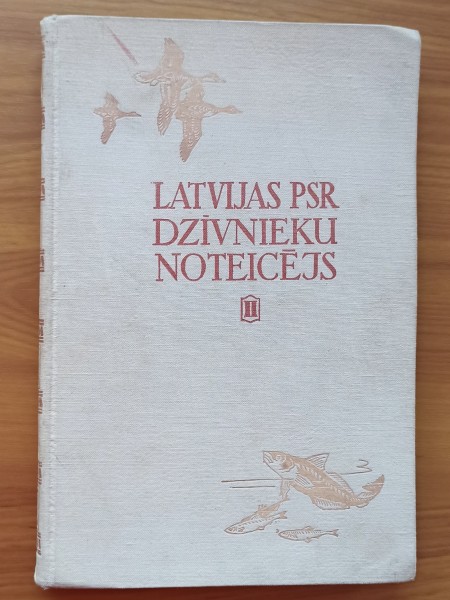 LATVIJAS PSR
DZĪVNIEKU
NOTEICĒJS
II